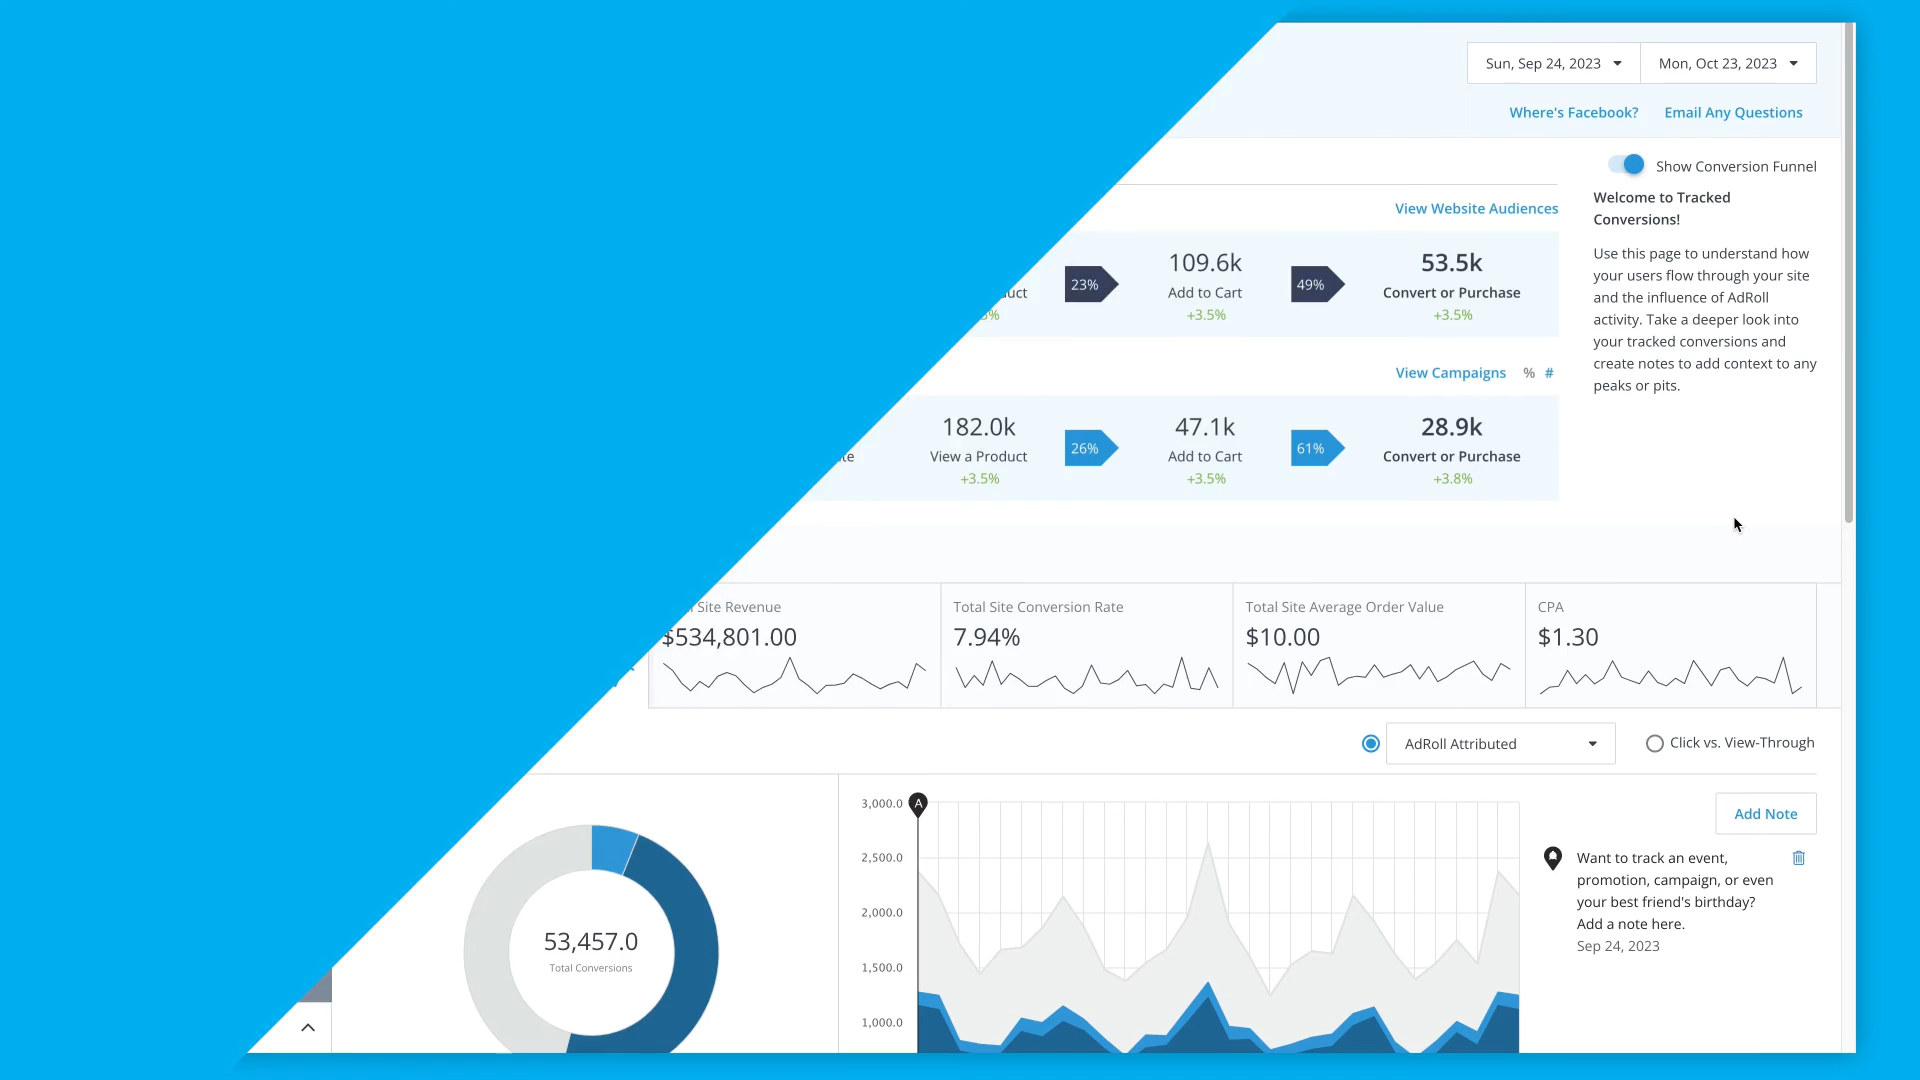 Sun, Sep 24, 2023
Mon, Oct 23, 2023
Where's Facebook?
Email Any Questions
Show Conversion Funnel
Welcome to Tracked
Conversions!
Use this page to understand how
your users flow through your site
and the influence of AdRoll
activity. Take a deeper look into
your tracked conversions and
create notes to add context to any
peaks or pits.
View Website Audiences
23%
109.6k
Add to Cart
+3.5%
49%
53.5k
Convert or Purchase
+3.5%
View Campaigns % #
182.0k
View a Product
+3.5%
26%
47.1k
Add to Cart
+3.5%
61%
28.9k
Convert or Purchase
+3.8%
Site Revenue
$534,801.00
Total Site Conversion Rate
7.94%
Total Site Average Order Value
$10.00
CPA
$1.30
AdRoll Attributed
Click vs. View-Through
53,457.0
Total Conversions
3,000.0
A
2,500.0
2,000.0
1,500.0
1,000.0
Add Note
Want to track an event,
promotion, campaign, or even
your best friend's birthday?
Add a note here.
Sep 24, 2023